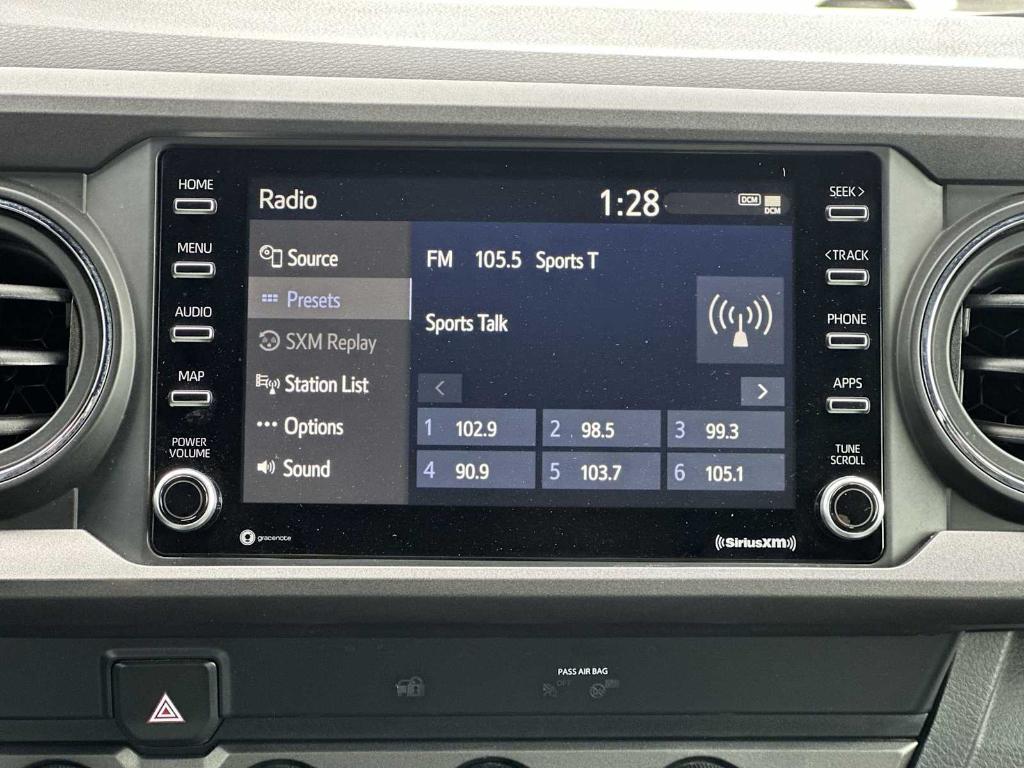 HOME
MENU
AUDIO
MAP
POWER
VOLUME
Radio
1:28
DCM
DCM
Source
Presets
SXM Replay
Station List
Options
Sound
FM 105.5 Sports T
Sports Talk
< >
1 102.9 2 98.5 3 99.3
4 90.9 5 103.7 6 105.1
SEEK >
< TRACK
PHONE
APPS
TUNE
SCROLL
gracenote
((SiriusXM))
PASS AIR BAG
OFF